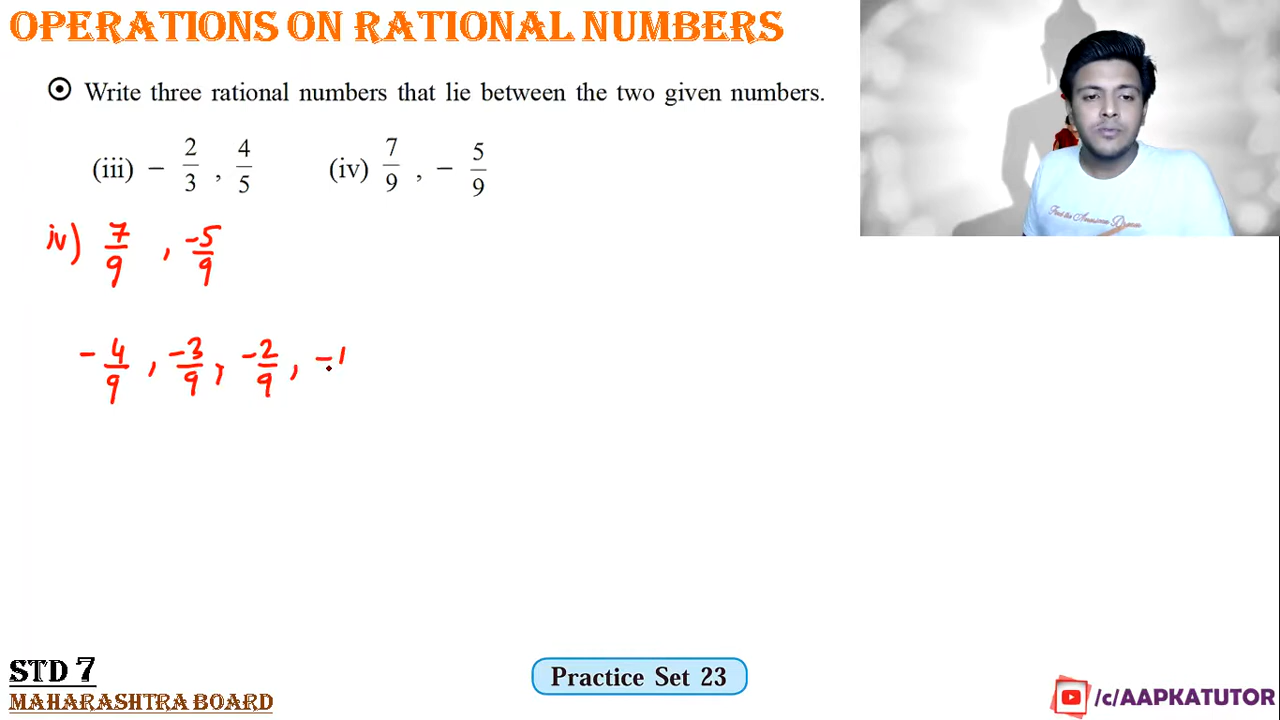 OPERATIONS ON RATIONAL NUMBERS
Write three rational numbers that lie between the two given numbers.
(iii) − 2/3 , 4/5 (iv) 7/9 , − 5/9
iv) 7/9 , -5/9
-4/9 , -3/9 , -2/9 , -1
STD 7
MAHARASHTRA BOARD
Practice Set 23
/c/AAPKATUTOR